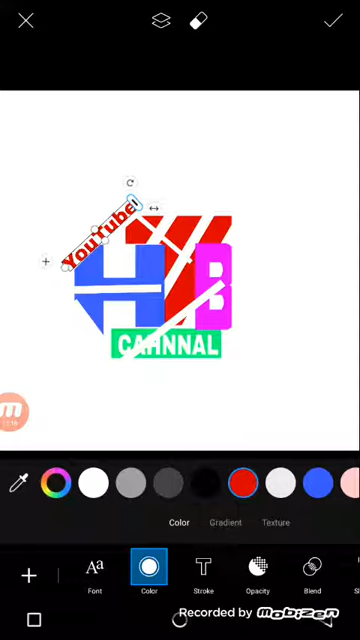 YouTube
H
B
CAHNNAL
Color
Gradient
Texture
Font
Color
Stroke
Opacity
Blend
Recorded by mobizen